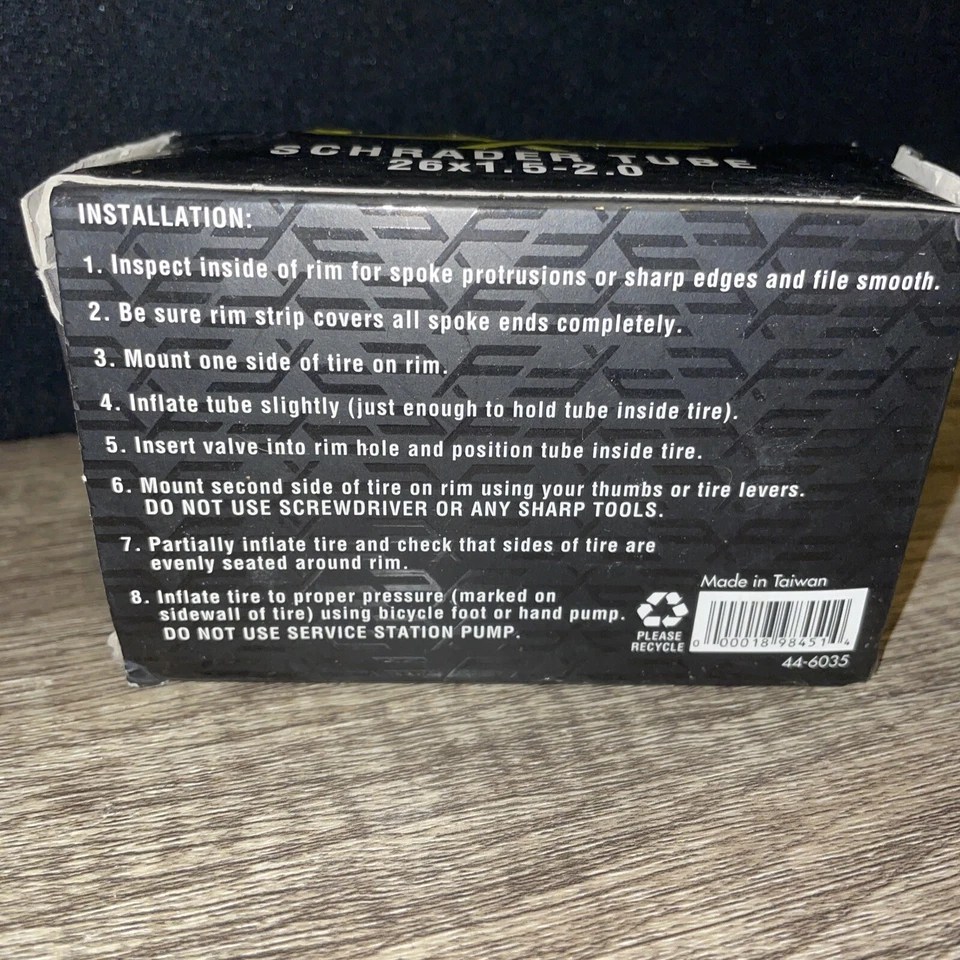 SCHRADER TUBE
26x1.5-2.0
INSTALLATION:
1. Inspect inside of rim for spoke protrusions or sharp edges and file smooth.
2. Be sure rim strip covers all spoke ends completely.
3. Mount one side of tire on rim.
4. Inflate tube slightly (just enough to hold tube inside tire).
5. Insert valve into rim hole and position tube inside tire.
6. Mount second side of tire on rim using your thumbs or tire levers.
DO NOT USE SCREWDRIVER OR ANY SHARP TOOLS.
7. Partially inflate tire and check that sides of tire are
evenly seated around rim.
8. Inflate tire to proper pressure (marked on
sidewall of tire) using bicycle foot or hand pump.
DO NOT USE SERVICE STATION PUMP.
PLEASE
RECYCLE
Made in Taiwan
0 00018 98451 4
44-6035